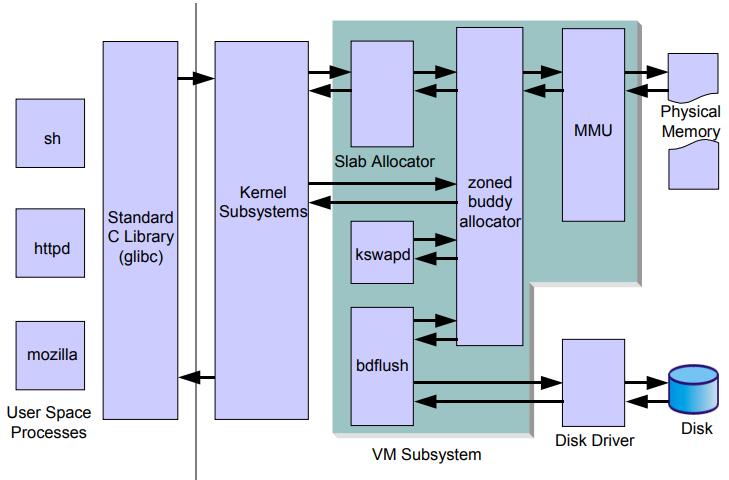 sh
httpd
mozilla
User Space
Processes
Standard
C Library
(glibc)
Kernel
Subsystems
Slab Allocator
kswapd
bdflush
VM Subsystem
zoned
buddy
allocator
MMU
Physical
Memory
Disk Driver
Disk